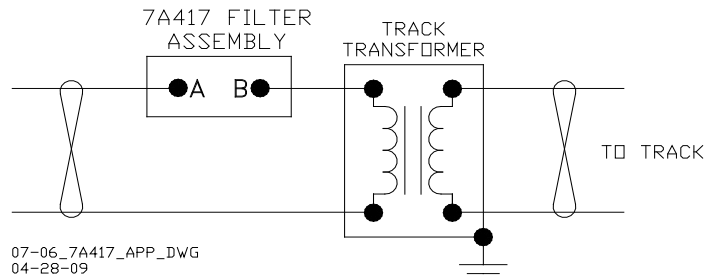 7A417 FILTER
ASSEMBLY
TRACK
TRANSFORMER
A B
TO TRACK
07-06_7A417_APP_DWG
04-28-09